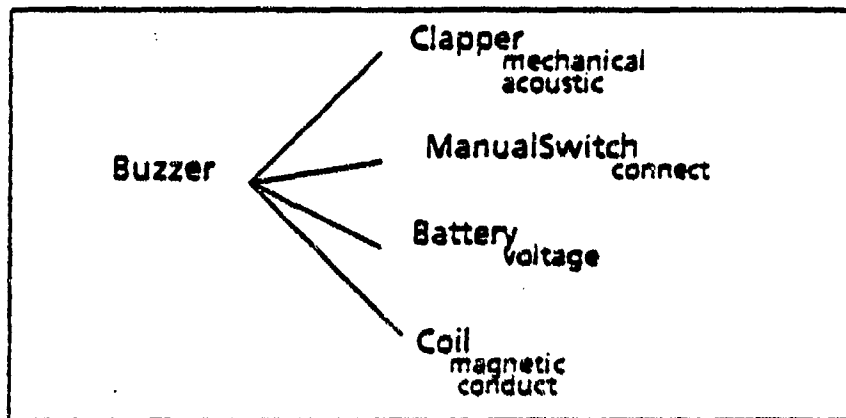 Clapper
mechanical
acoustic
ManualSwitch
connect
Buzzer
Battery
voltage
Coil
magnetic
conduct